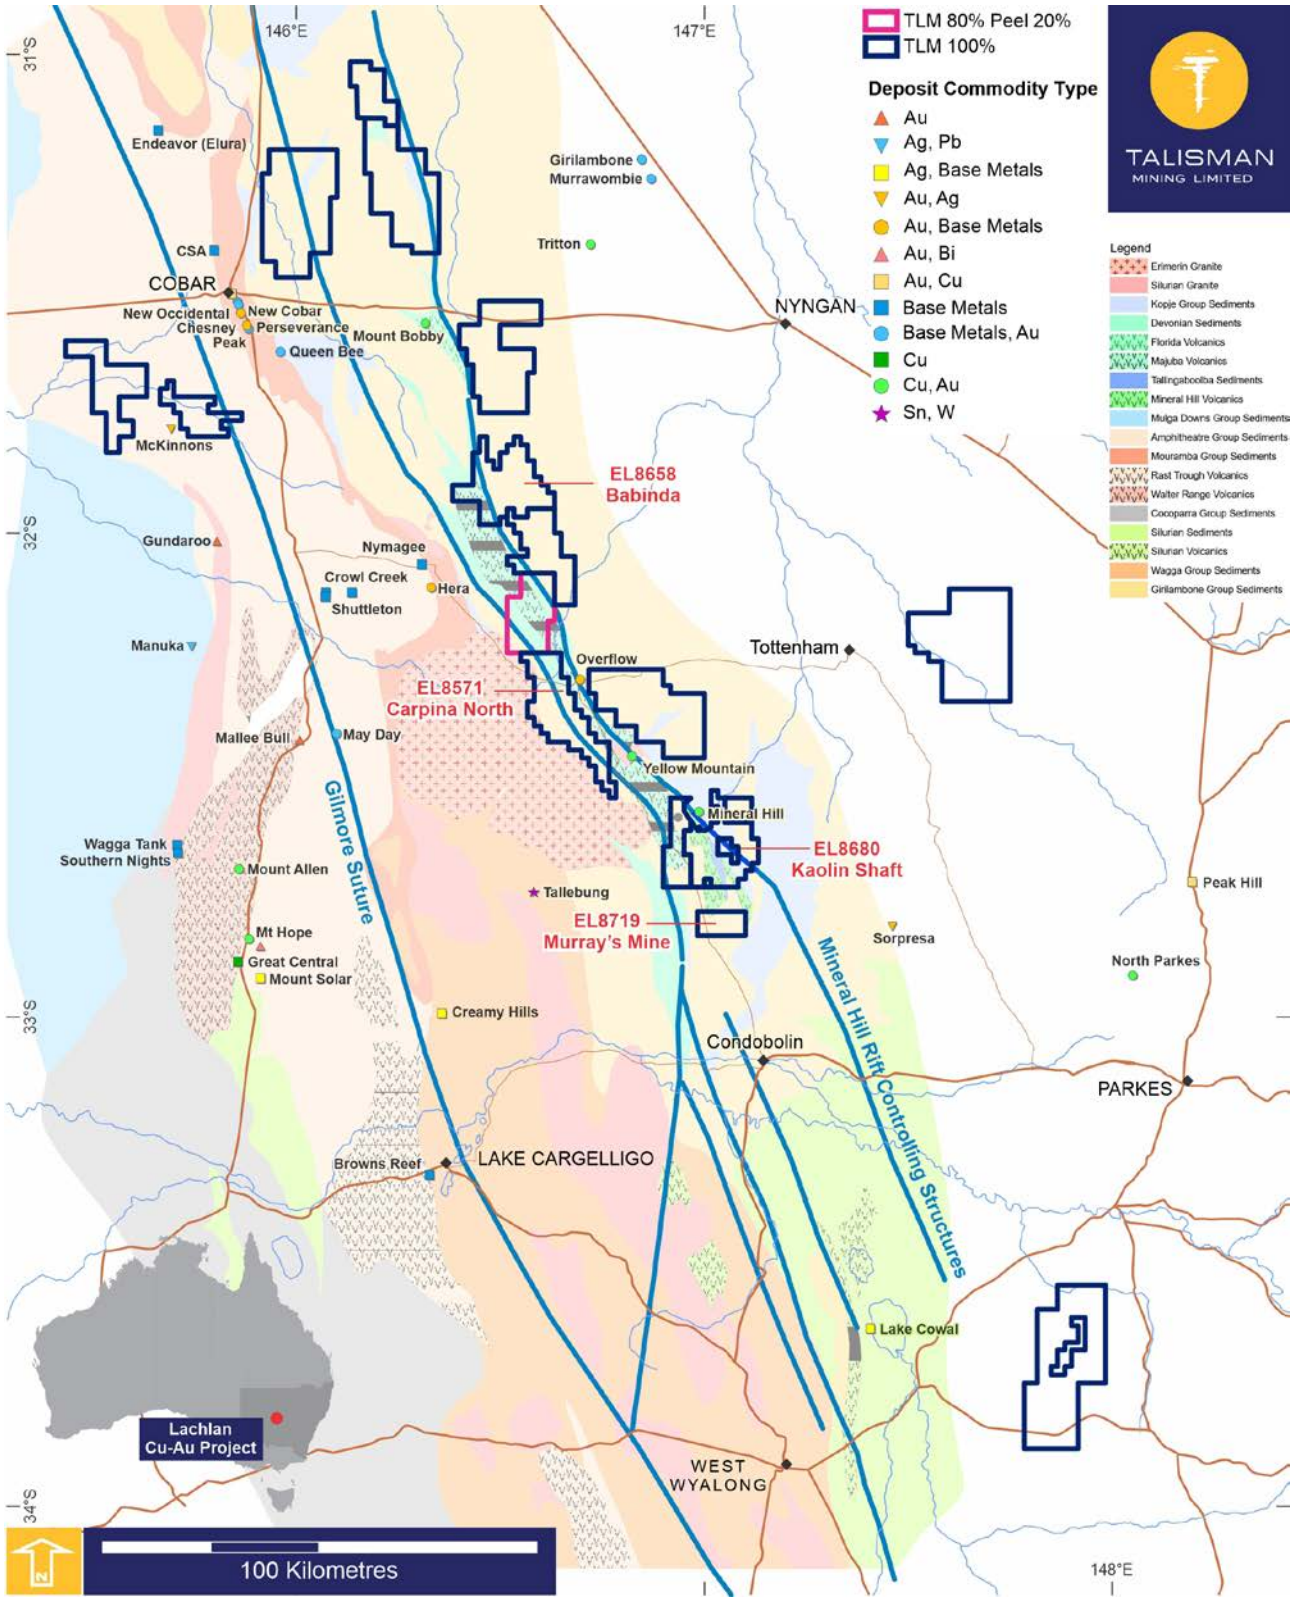 146°E
147°E
31°S
TLM 80% Peel 20%
TLM 100%
Deposit Commodity Type
Au
Ag, Pb
Ag, Base Metals
Au, Ag
Au, Base Metals
Au, Bi
Au, Cu
Base Metals
Base Metals, Au
Cu
Cu, Au
Sn, W
TALISMAN
MINING LIMITED
Legend
Erimerin Granite
Silurian Granite
Kopje Group Sediments
Devonian Sediments
Florida Volcanics
Majuba Volcanics
Tallingaboolba Sediments
Mineral Hill Volcanics
Mulga Downs Group Sediments
Amphitheatre Group Sediments
Mouramba Group Sediments
Rast Trough Volcanics
Walter Range Volcanics
Cocoparra Group Sediments
Silurian Sediments
Silurian Volcanics
Wagga Group Sediments
Girilambone Group Sediments
Endeavor (Elura)
Girilambone
Murrawombie
Tritton
CSA
COBAR
NYNGAN
New Occidental
New Cobar
Chesney
Perseverance
Peak
Queen Bee
Mount Bobby
McKinnons
EL8658
Babinda
32°S
Gundaroo
Nymagee
Crowl Creek
Hera
Shuttleton
Manuka
Tottenham
Overflow
EL8571
Carpina North
Mallee Bull
May Day
Yellow Mountain
Gilmore Suture
Mineral Hill
Wagga Tank
Southern Nights
EL8680
Kaolin Shaft
Mount Allen
Tallebung
Peak Hill
EL8719
Murray's Mine
Mt Hope
Sorpresa
Great Central
Mount Solar
North Parkes
Mineral Hill Rift Controlling Structures
33°S
Creamy Hills
Condobolin
PARKES
Browns Reef
LAKE CARGELLIGO
Lake Cowal
Lachlan
Cu-Au Project
WEST
WYALONG
34°S
N
100 Kilometres
148°E